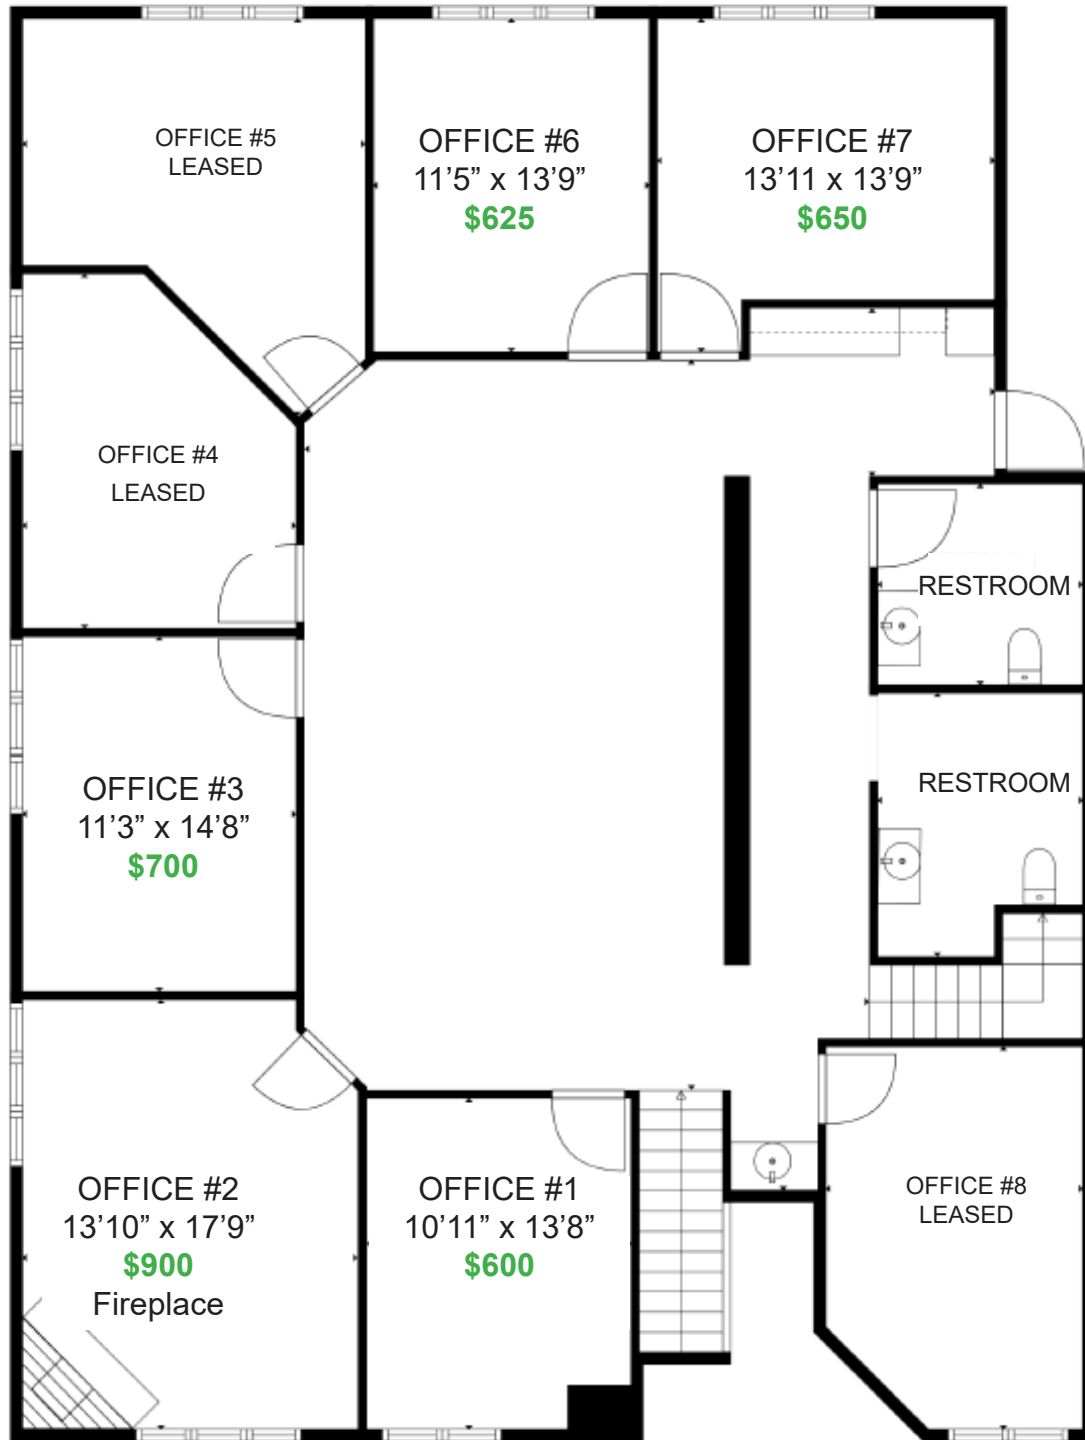 OFFICE #5
LEASED
OFFICE #6
11’5” x 13’9”
$625
OFFICE #7
13’11 x 13’9”
$650
OFFICE #4
LEASED
RESTROOM
OFFICE #3
11’3” x 14’8”
$700
RESTROOM
OFFICE #2
13’10” x 17’9”
$900
Fireplace
OFFICE #1
10’11” x 13’8”
$600
OFFICE #8
LEASED